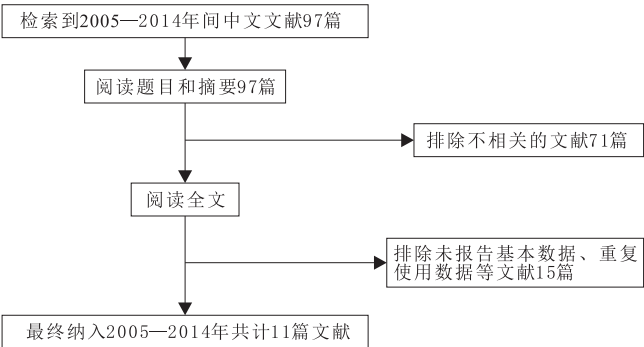 检索到2005—2014年间中文文献97篇
阅读题目和摘要97篇
排除不相关的文献71篇
阅读全文
排除未报告基本数据、重复
使用数据等文献15篇
最终纳入2005—2014年共计11篇文献